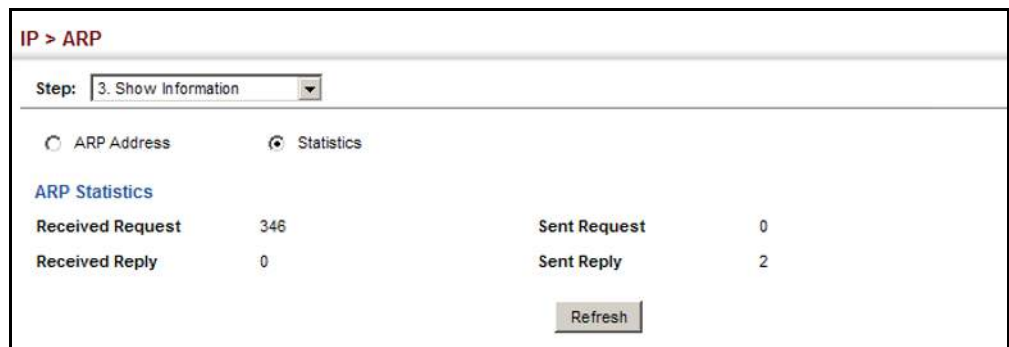 IP > ARP
Step: 3. Show Information
ARP Address Statistics
ARP Statistics
Received Request 346 Sent Request 0
Received Reply 0 Sent Reply 2
Refresh